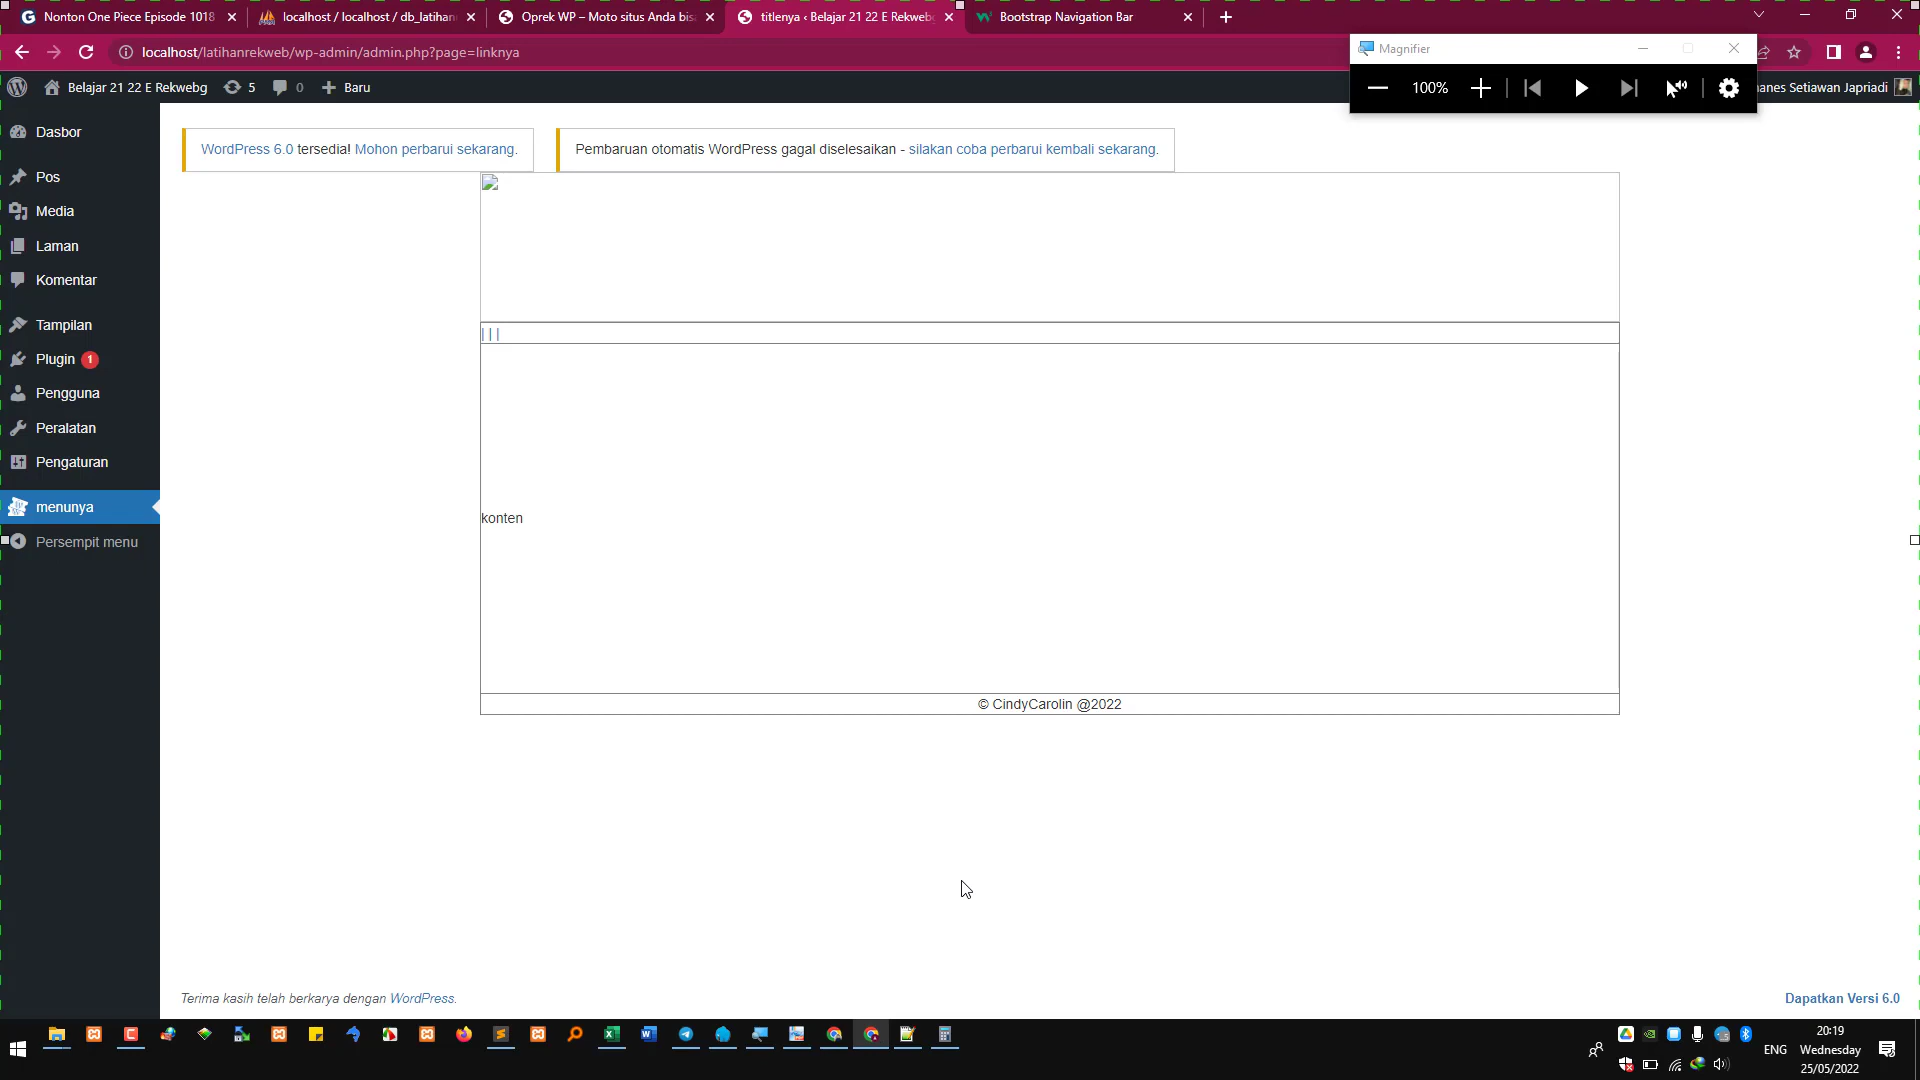 Nonton One Piece Episode 1018
localhost / localhost / db_latihan
Oprek WP – Moto situs Anda bis
titlenya ‹ Belajar 21 22 E Rekweb
Bootstrap Navigation Bar
localhost/latihanrekweb/wp-admin/admin.php?page=linknya
Magnifier
100%
Belajar 21 22 E Rekwebg
5
0
Baru
anes Setiawan Japriadi
Dasbor
Pos
Media
Laman
Komentar
Tampilan
Plugin 1
Pengguna
Peralatan
Pengaturan
menunya
Persempit menu
WordPress 6.0 tersedia! Mohon perbarui sekarang.
Pembaruan otomatis WordPress gagal diselesaikan - silakan coba perbarui kembali sekarang.
| | |
konten
© CindyCarolin @2022
Terima kasih telah berkarya dengan WordPress.
Dapatkan Versi 6.0
ENG
20:19
Wednesday
25/05/2022